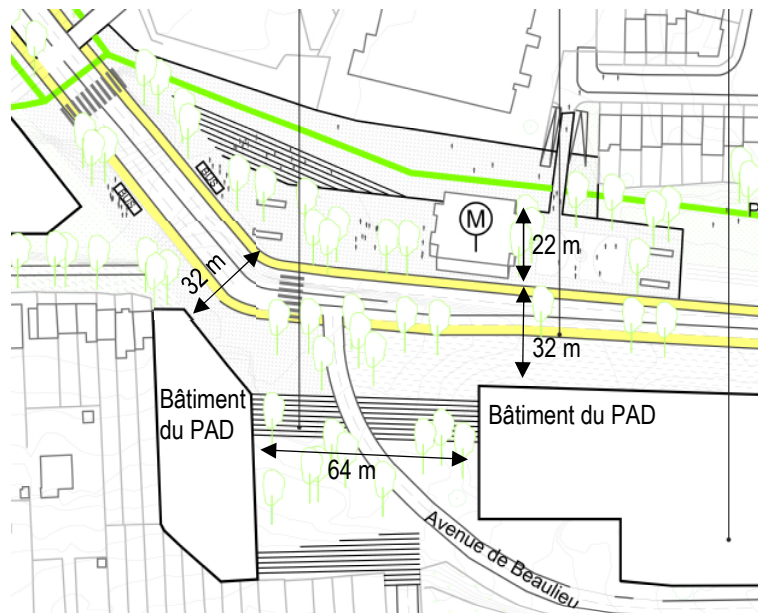 BUS
BUS
M
22 m
P
32 m
32 m
Bâtiment
du PAD
Bâtiment du PAD
64 m
Avenue de Beaulieu